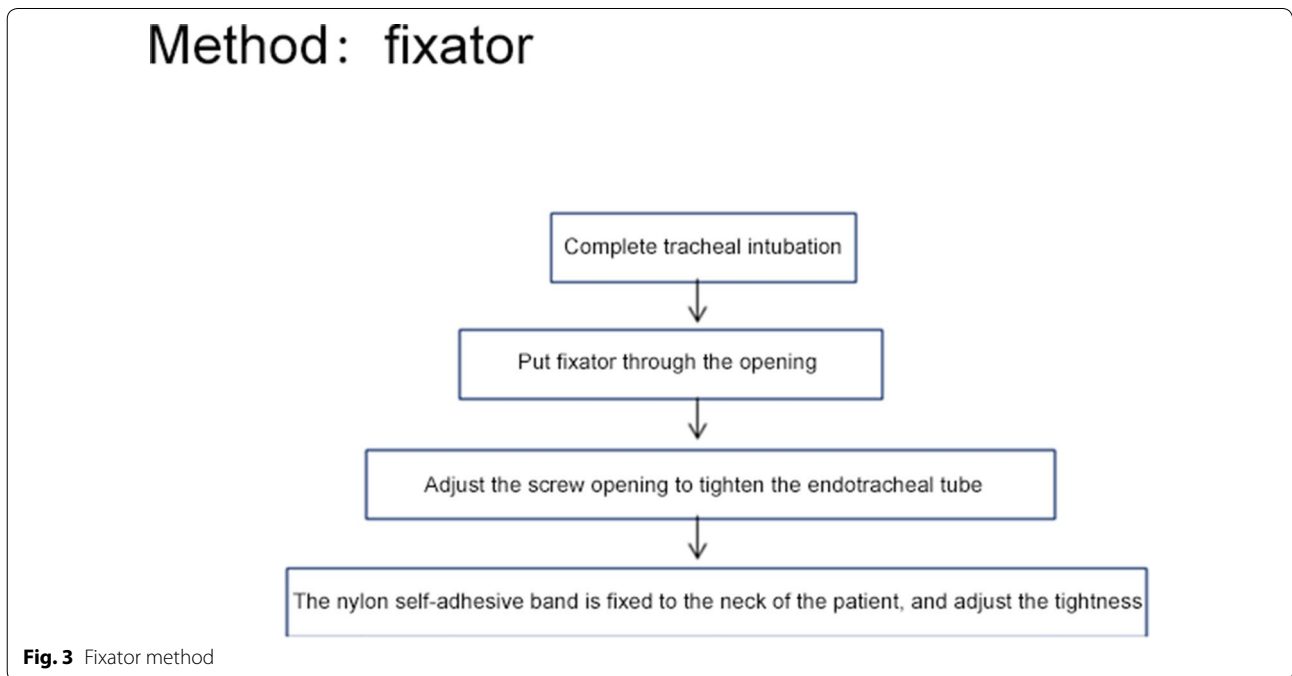 Method: fixator
Complete tracheal intubation
Put fixator through the opening
Adjust the screw opening to tighten the endotracheal tube
The nylon self-adhesive band is fixed to the neck of the patient, and adjust the tightness
Fig. 3 Fixator method